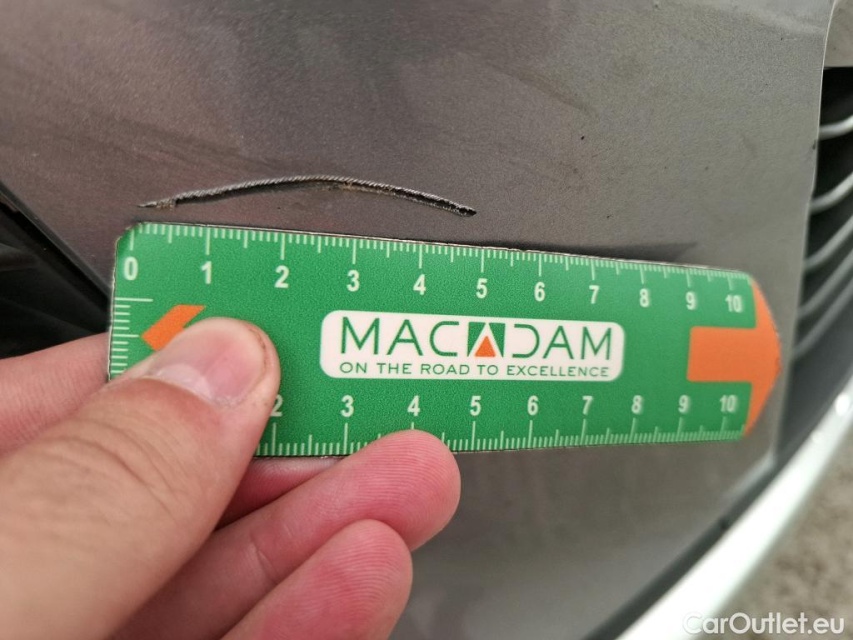 0 1 2 3 4 5 6 7 8 9 10
MACADAM
ON THE ROAD TO EXCELLENCE
2 3 4 5 6 7 8 9 10
CarOutlet.eu